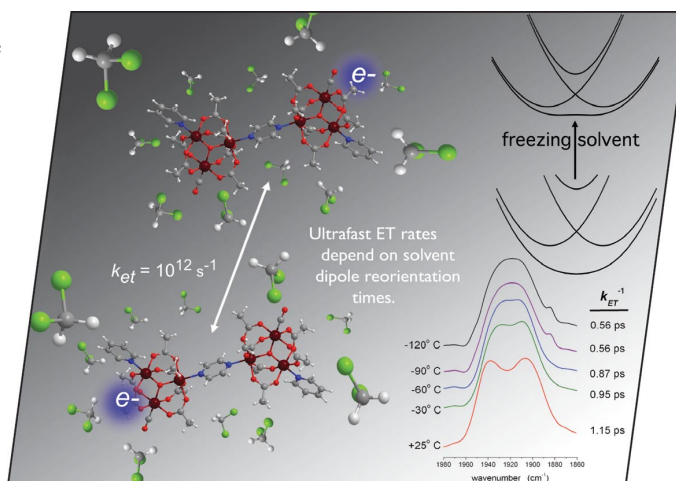 e-
freezing solvent
Ultrafast ET rates
depend on solvent
dipole reorientation
times.
k_et = 10^12 s^-1
e-
k_ET^-1
-120° C 0.56 ps
-90° C 0.56 ps
-60° C 0.87 ps
-30° C 0.95 ps
+25° C 1.15 ps
1980 1960 1940 1920 1900 1880 1860
wavenumber (cm^-1)